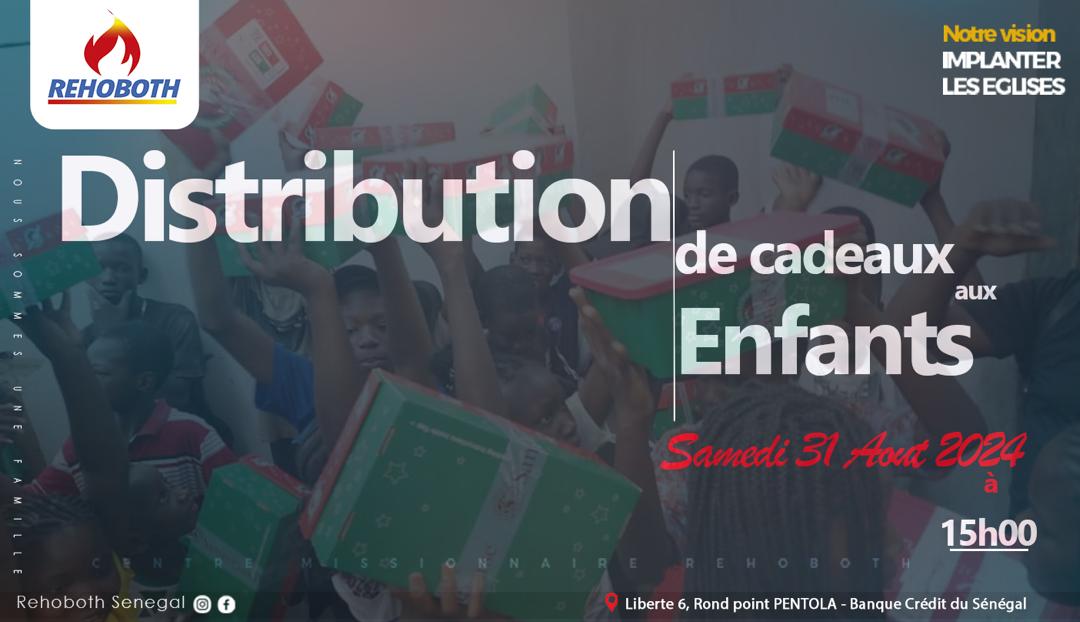 REHOBOTH
Notre vision
IMPLANTER
LES EGLISES
NOUS SOMMES UNE FAMILLE
Distribution
de cadeaux
aux
Enfants
Samedi 31 Aout 2024
à
15h00
CENTRE MISSIONNAIRE REHOBOTH
Rehoboth Senegal
Liberte 6, Rond point PENTOLA - Banque Crédit du Sénégal